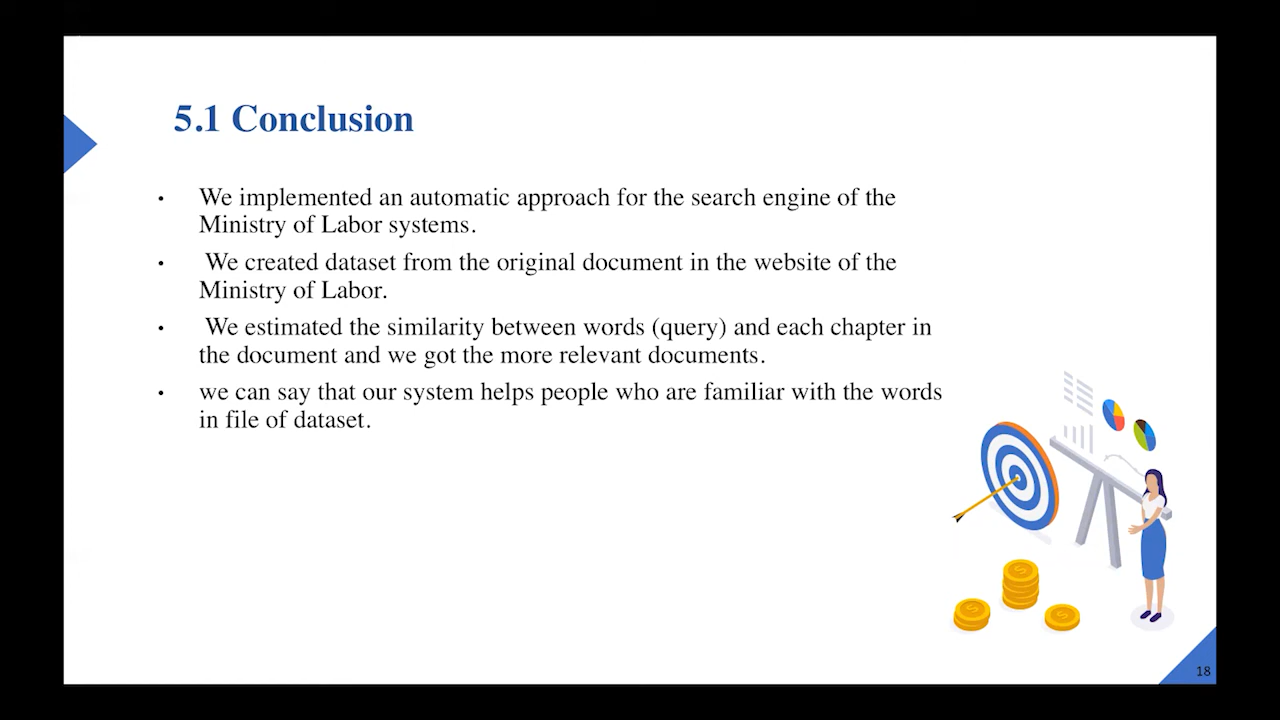 5.1 Conclusion
• We implemented an automatic approach for the search engine of the
Ministry of Labor systems.
• We created dataset from the original document in the website of the
Ministry of Labor.
• We estimated the similarity between words (query) and each chapter in
the document and we got the more relevant documents.
• we can say that our system helps people who are familiar with the words
in file of dataset.
18